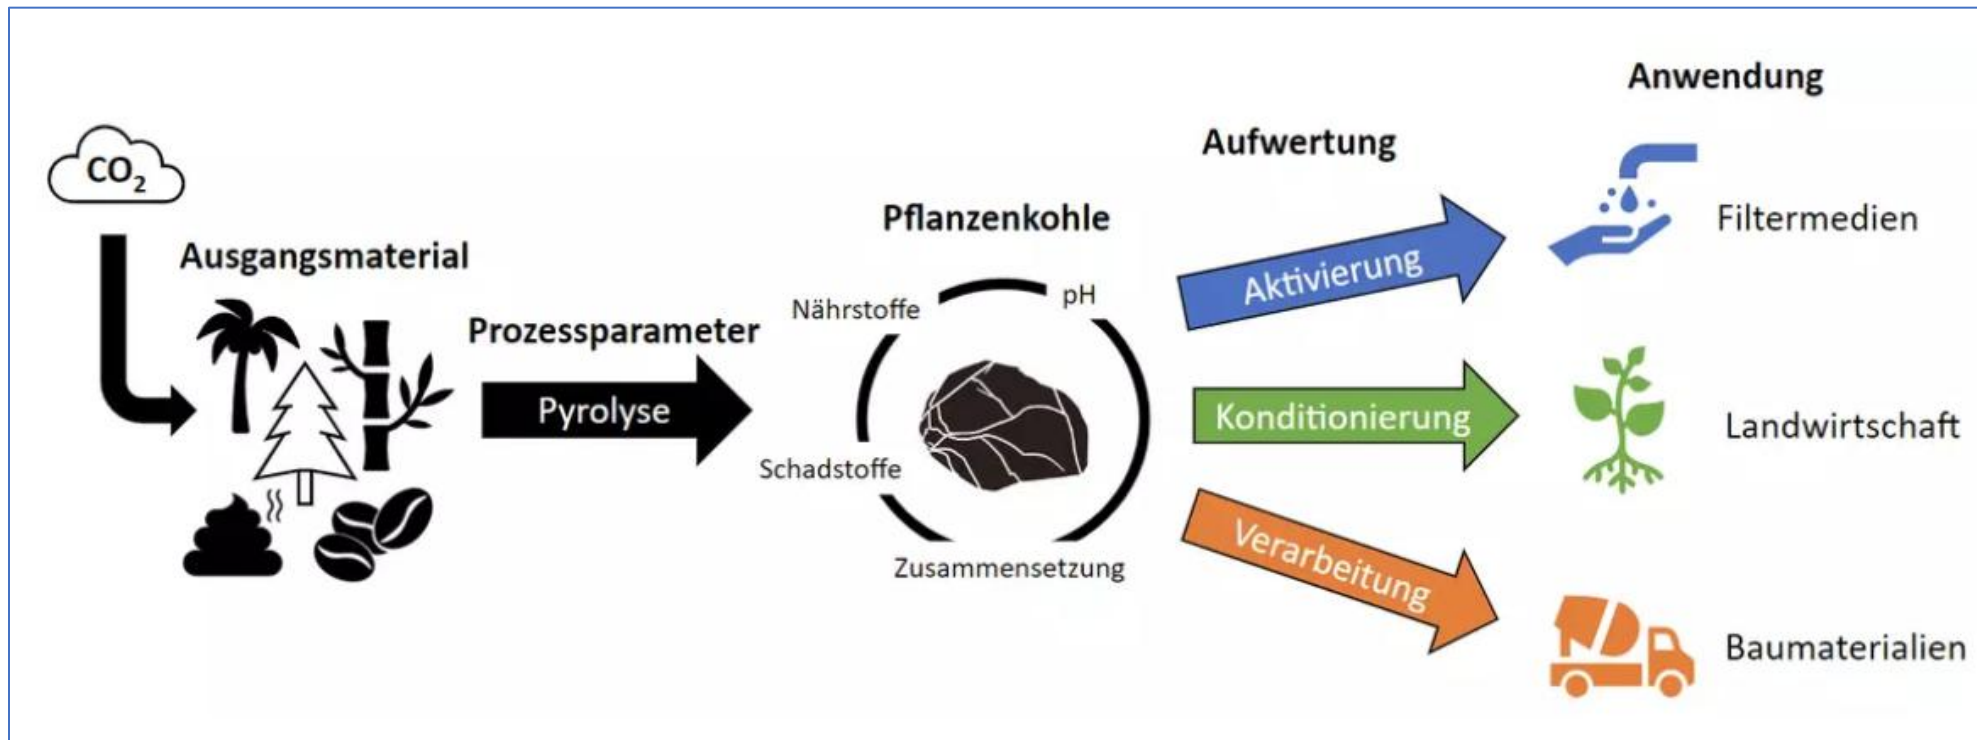 CO₂
Ausgangsmaterial
Prozessparameter
Pyrolyse
Pflanzenkohle
Nährstoffe
pH
Schadstoffe
Zusammensetzung
Aufwertung
Aktivierung
Konditionierung
Verarbeitung
Anwendung
Filtermedien
Landwirtschaft
Baumaterialien